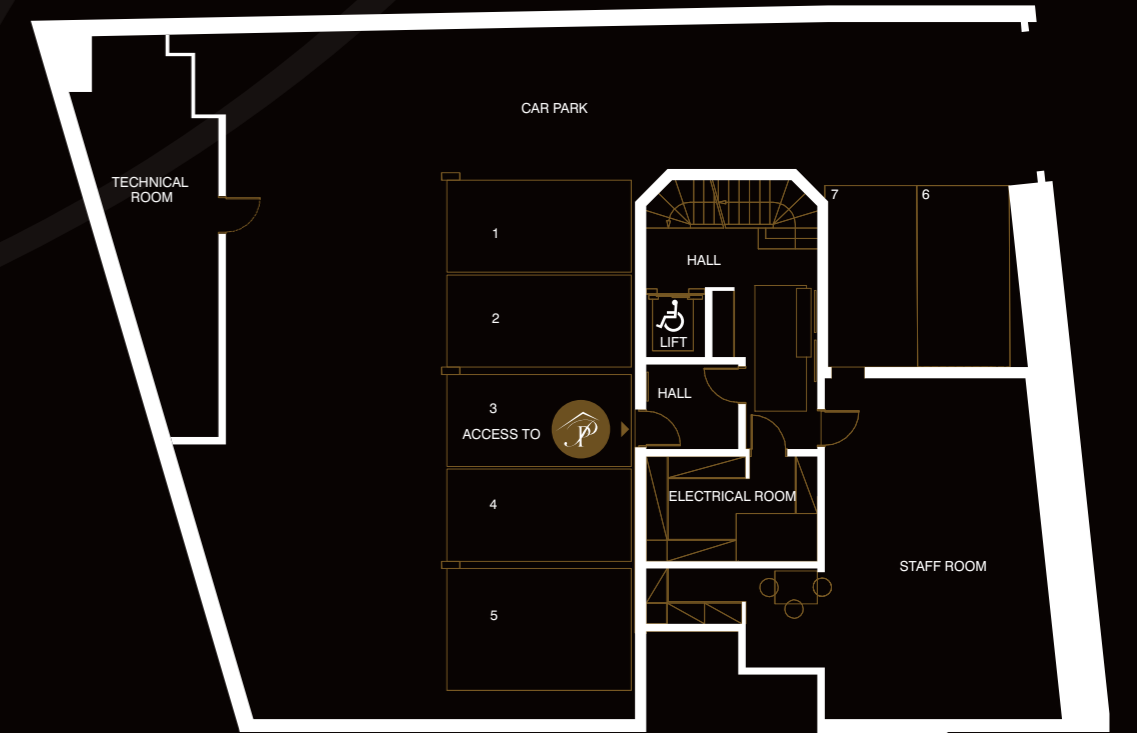 CAR PARK
TECHNICAL
ROOM
1
7
6
HALL
2
LIFT
3
HALL
ACCESS TO
4
ELECTRICAL ROOM
STAFF ROOM
5